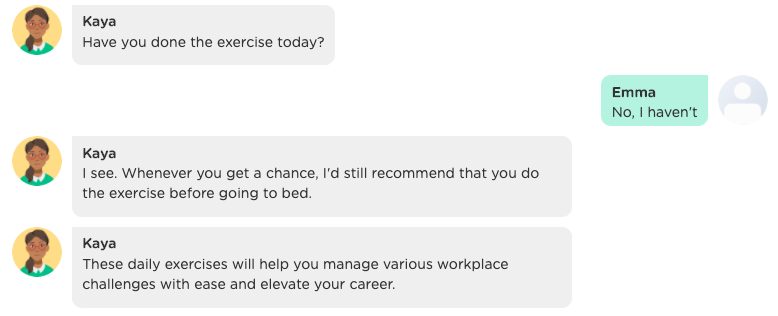 Kaya
Have you done the exercise today?
Emma
No, I haven't
Kaya
I see. Whenever you get a chance, I'd still recommend that you do
the exercise before going to bed.
Kaya
These daily exercises will help you manage various workplace
challenges with ease and elevate your career.